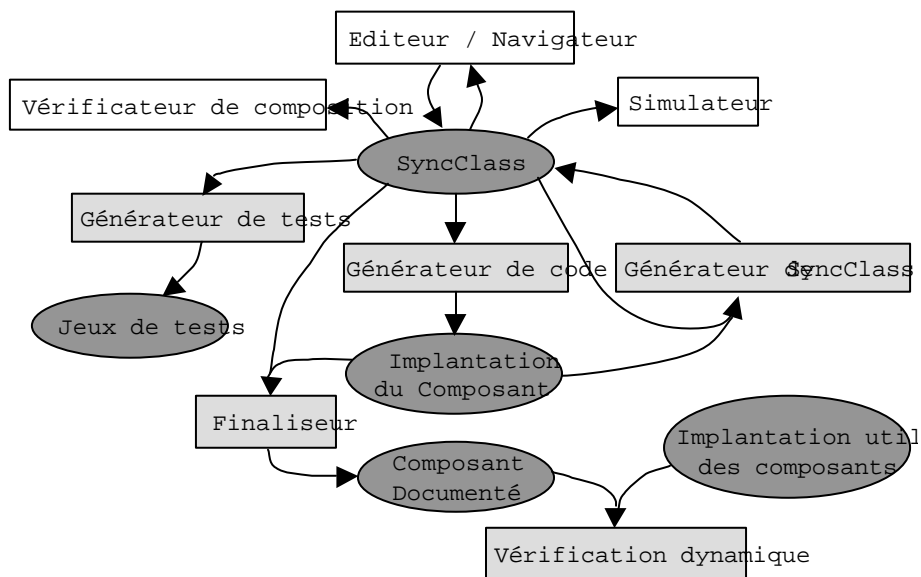 Editeur / Navigateur
Vérificateur de composition
Simulateur
SyncClass
Générateur de tests
Générateur de code
Générateur de SyncClass
Jeux de tests
Implantation
du Composant
Finaliseur
Implantation util
des composants
Composant
Documenté
Vérification dynamique